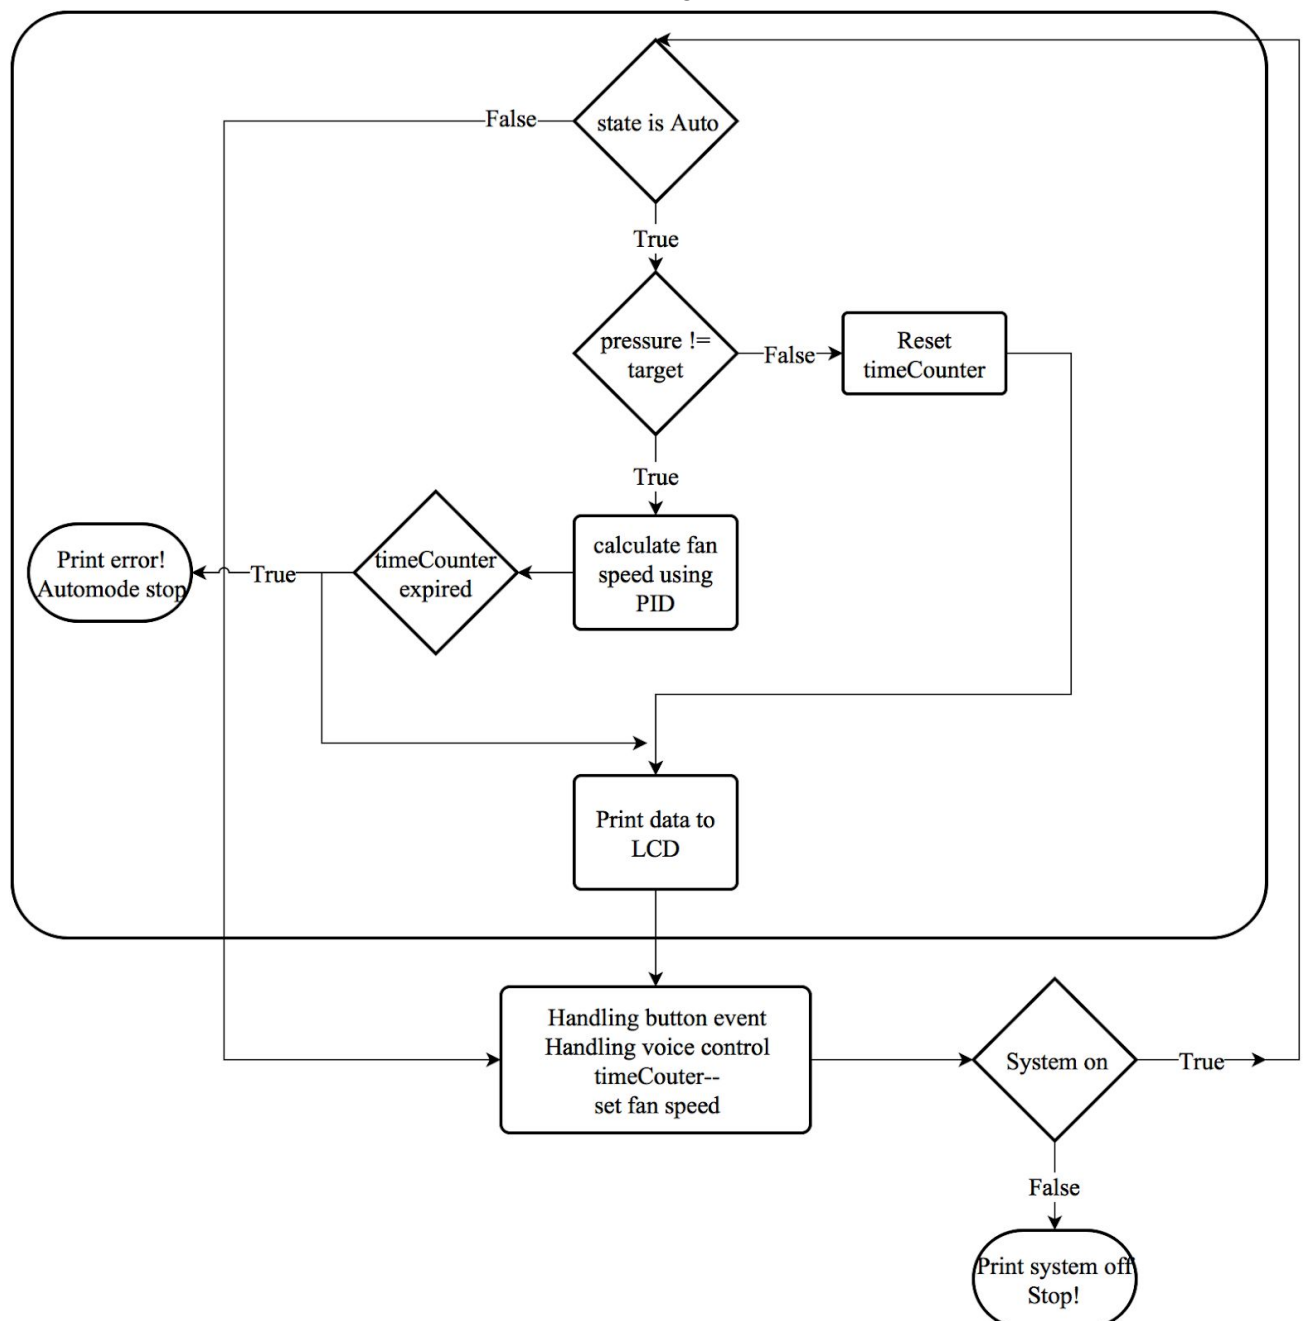 False
state is Auto
True
pressure !=
target
False
Reset
timeCounter
True
Print error!
Automode stop
True
timeCounter
expired
calculate fan
speed using
PID
Print data to
LCD
Handling button event
Handling voice control
timeCouter--
set fan speed
System on
True
False
Print system off
Stop!